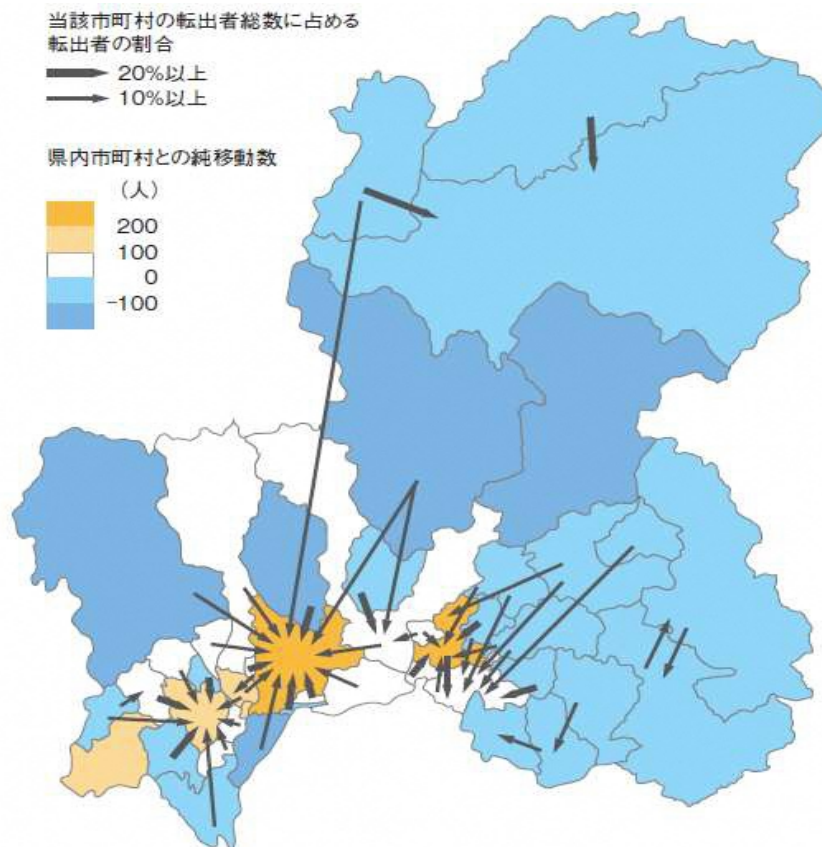 当該市町村の転出者総数に占める
転出者の割合
20%以上
10%以上
県内市町村との純移動数
(人)
200
100
0
-100